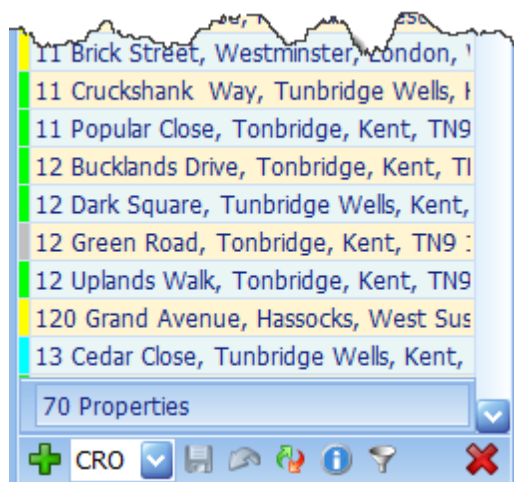 11 Brick Street, Westminster, London,
11 Cruckshank Way, Tunbridge Wells,
11 Popular Close, Tonbridge, Kent, TN9
12 Bucklands Drive, Tonbridge, Kent,
12 Dark Square, Tunbridge Wells, Kent,
12 Green Road, Tonbridge, Kent, TN9
12 Uplands Walk, Tonbridge, Kent, TN9
120 Grand Avenue, Hassocks, West Sus
13 Cedar Close, Tunbridge Wells, Kent,
70 Properties
CRO